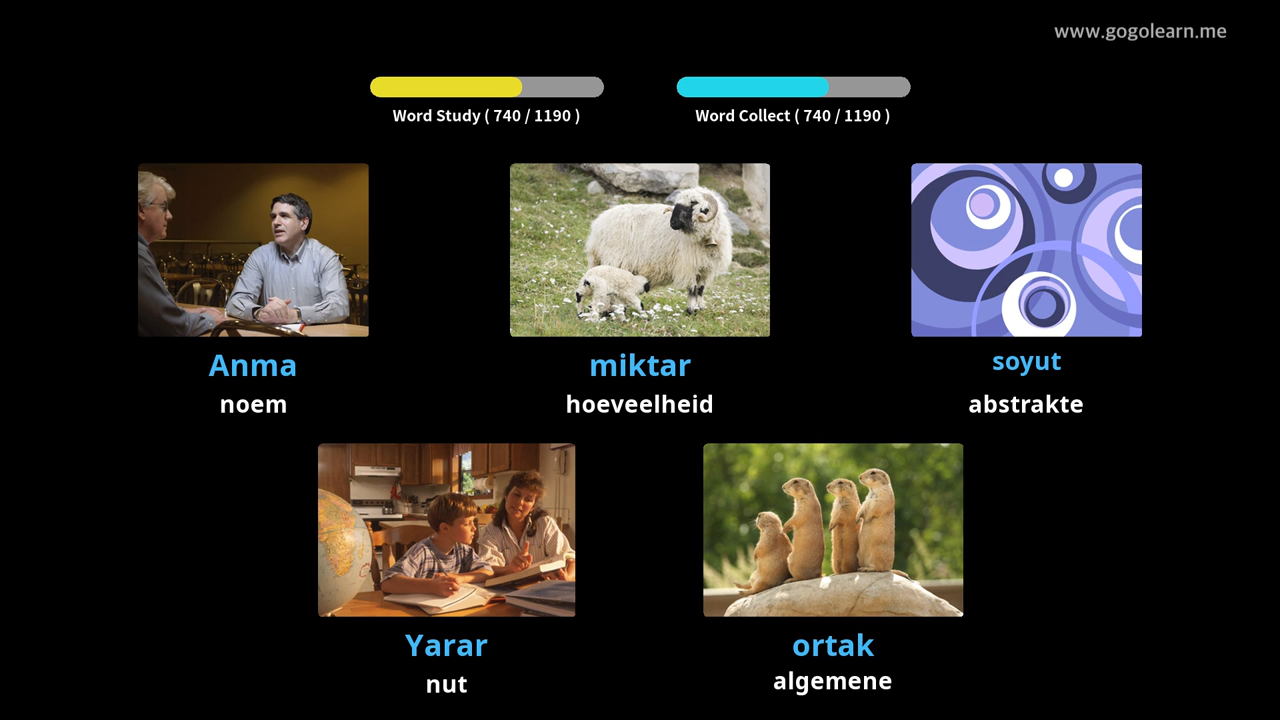 www.gogolearn.me
Word Study ( 740 / 1190 )
Word Collect ( 740 / 1190 )
Anma
noem
miktar
hoeveelheid
soyut
abstrakte
Yarar
nut
ortak
algemene